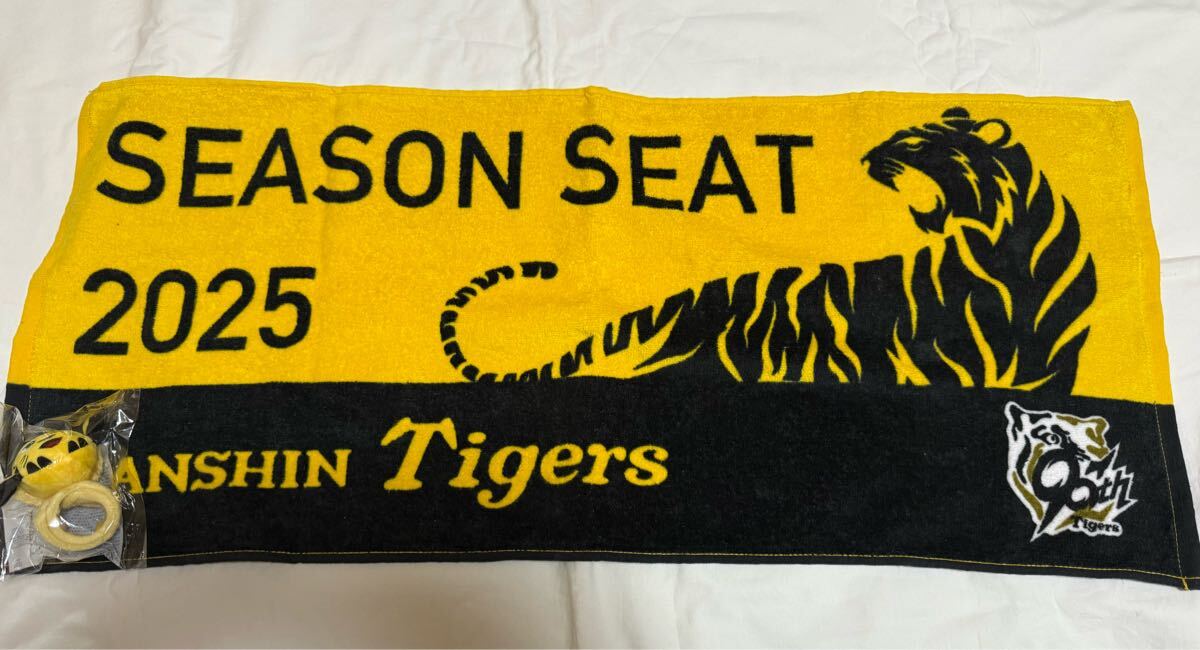 SEASON SEAT
2025
ANSHIN Tigers
90th
Tigers